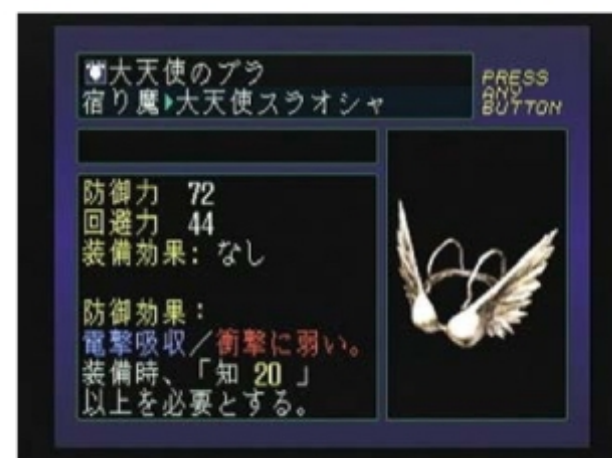 大天使のブラ
宿り魔▶大天使スラオシャ
PRESS
ANY
BUTTON
防御力 72
回避力 44
装備効果: なし
防御効果:
電撃吸収/衝撃に弱い。
装備時、「知 20 」
以上を必要とする。